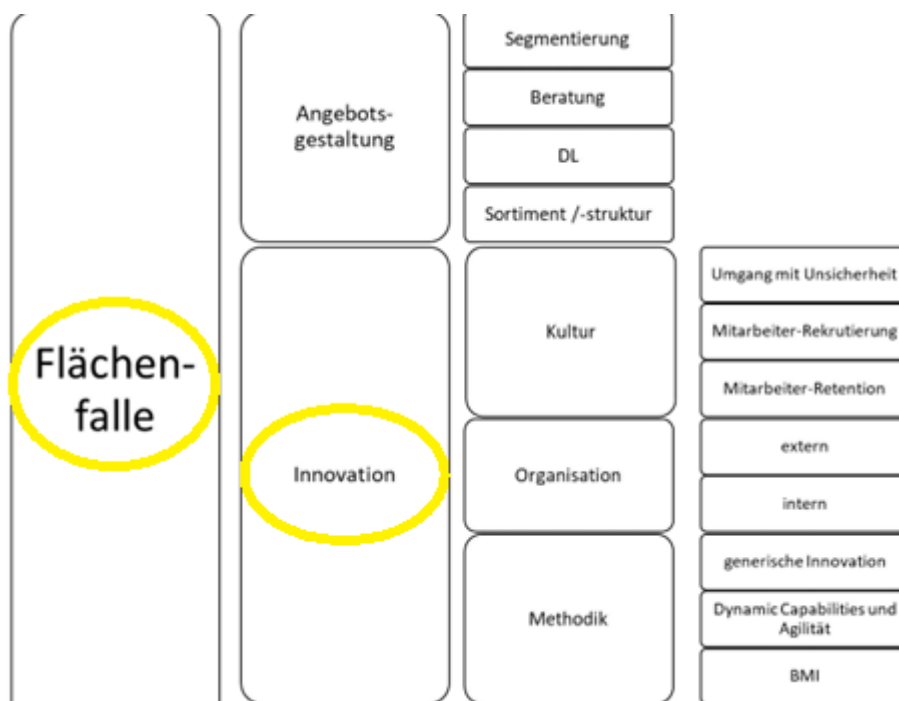 Flächen-
falle
Angebots-
gestaltung
Segmentierung
Beratung
DL
Sortiment /-struktur
Innovation
Kultur
Umgang mit Unsicherheit
Mitarbeiter-Rekrutierung
Mitarbeiter-Retention
Organisation
extern
intern
Methodik
generische Innovation
Dynamic Capabilities und
Agilität
BMI